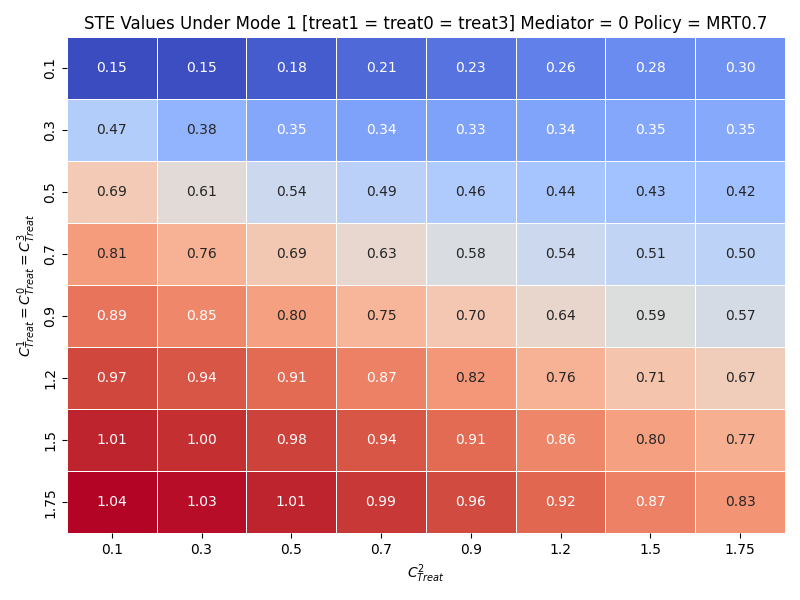 STE Values Under Mode 1 [treat1 = treat0 = treat3] Mediator = 0 Policy = MRT0.7
0.1 0.15 0.15 0.18 0.21 0.23 0.26 0.28 0.30
0.3 0.47 0.38 0.35 0.34 0.33 0.34 0.35 0.35
0.5 0.69 0.61 0.54 0.49 0.46 0.44 0.43 0.42
0.7 0.81 0.76 0.69 0.63 0.58 0.54 0.51 0.50
0.9 0.89 0.85 0.80 0.75 0.70 0.64 0.59 0.57
1.2 0.97 0.94 0.91 0.87 0.82 0.76 0.71 0.67
1.5 1.01 1.00 0.98 0.94 0.91 0.86 0.80 0.77
1.75 1.04 1.03 1.01 0.99 0.96 0.92 0.87 0.83
0.1 0.3 0.5 0.7 0.9 1.2 1.5 1.75
$C^1_{Treat} = C^0_{Treat} = C^3_{Treat}$
$C^2_{Treat}$